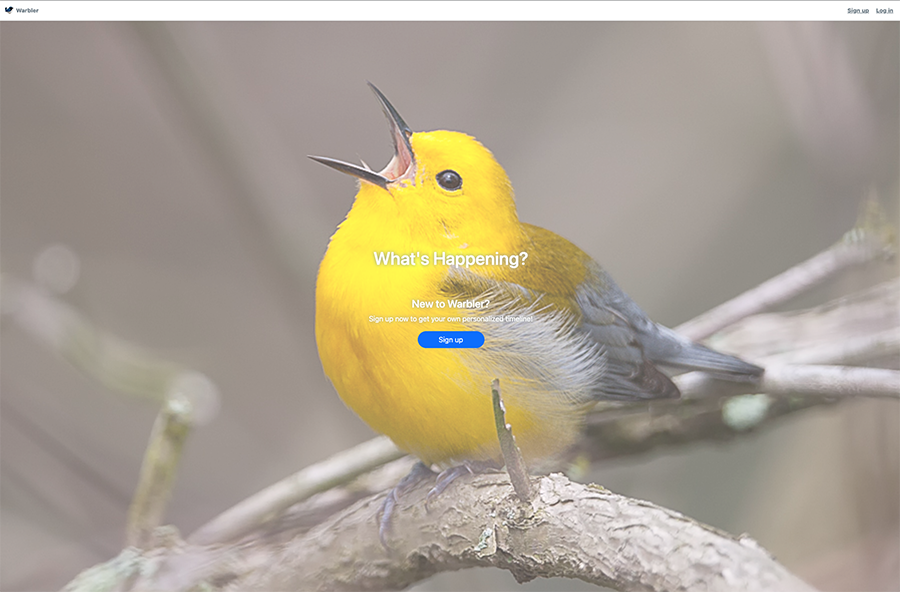 Warbler
Sign up
Log in
What's Happening?
New to Warbler?
Sign up now to get your own personalized timeline!
Sign up